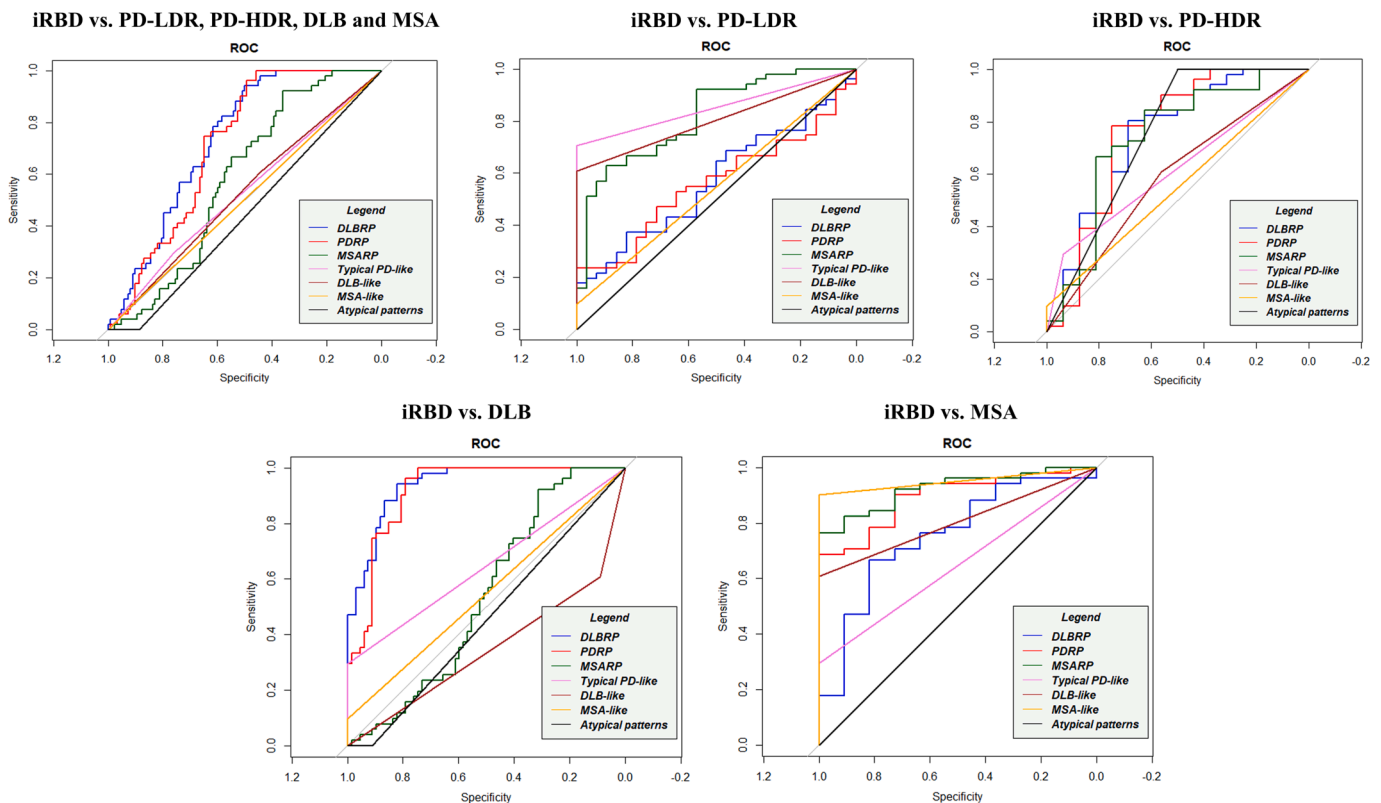 iRBD vs. PD-LDR, PD-HDR, DLB and MSA
ROC
Sensitivity
1.0
0.8
0.6
0.4
0.2
0.0
Legend
DLBRP
PDRP
MSARP
Typical PD-like
DLB-like
MSA-like
Atypical patterns
1.2 1.0 0.8 0.6 0.4 0.2 0.0 -0.2
Specificity
iRBD vs. PD-LDR
ROC
Sensitivity
1.0
0.8
0.6
0.4
0.2
0.0
Legend
DLBRP
PDRP
MSARP
Typical PD-like
DLB-like
MSA-like
Atypical patterns
1.2 1.0 0.8 0.6 0.4 0.2 0.0 -0.2
Specificity
iRBD vs. PD-HDR
ROC
Sensitivity
1.0
0.8
0.6
0.4
0.2
0.0
Legend
DLBRP
PDRP
MSARP
Typical PD-like
DLB-like
MSA-like
Atypical patterns
1.2 1.0 0.8 0.6 0.4 0.2 0.0 -0.2
Specificity
iRBD vs. DLB
ROC
Sensitivity
1.0
0.8
0.6
0.4
0.2
0.0
Legend
DLBRP
PDRP
MSARP
Typical PD-like
DLB-like
MSA-like
Atypical patterns
1.2 1.0 0.8 0.6 0.4 0.2 0.0 -0.2
Specificity
iRBD vs. MSA
ROC
Sensitivity
1.0
0.8
0.6
0.4
0.2
0.0
Legend
DLBRP
PDRP
MSARP
Typical PD-like
DLB-like
MSA-like
Atypical patterns
1.2 1.0 0.8 0.6 0.4 0.2 0.0 -0.2
Specificity